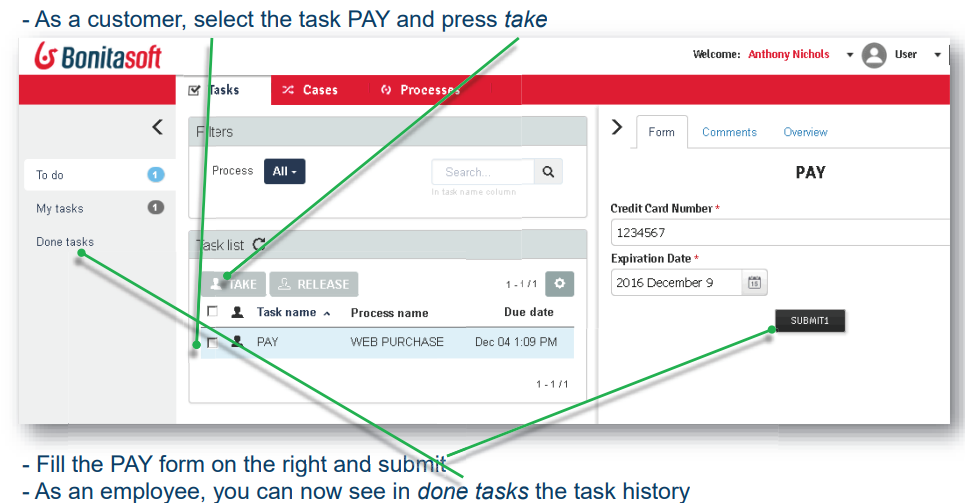 - As a customer, select the task PAY and press take
Bonitasoft
Welcome: Anthony Nichols User
Tasks Cases Processes
Filters
Process All
Search...
In task name column
To do 1
My tasks 1
Done tasks
Task list
TAKE RELEASE 1 - 1 / 1
Task name Process name Due date
PAY WEB PURCHASE Dec 04 1:09 PM
1 - 1 / 1
Form Comments Overview
PAY
Credit Card Number *
1234567
Expiration Date *
2016 December 9 15
SUBMIT1
- Fill the PAY form on the right and submit
- As an employee, you can now see in done tasks the task history